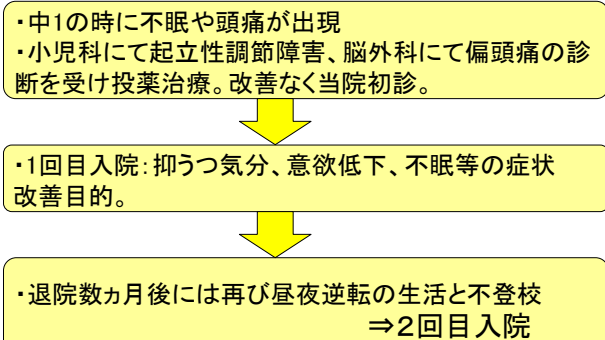 ・中1の時に不眠や頭痛が出現
・小児科にて起立性調節障害、脳外科にて偏頭痛の診
断を受け投薬治療。改善なく当院初診。
・1回目入院：抑うつ気分、意欲低下、不眠等の症状
改善目的。
・退院数ヵ月後には再び昼夜逆転の生活と不登校
⇒２回目入院